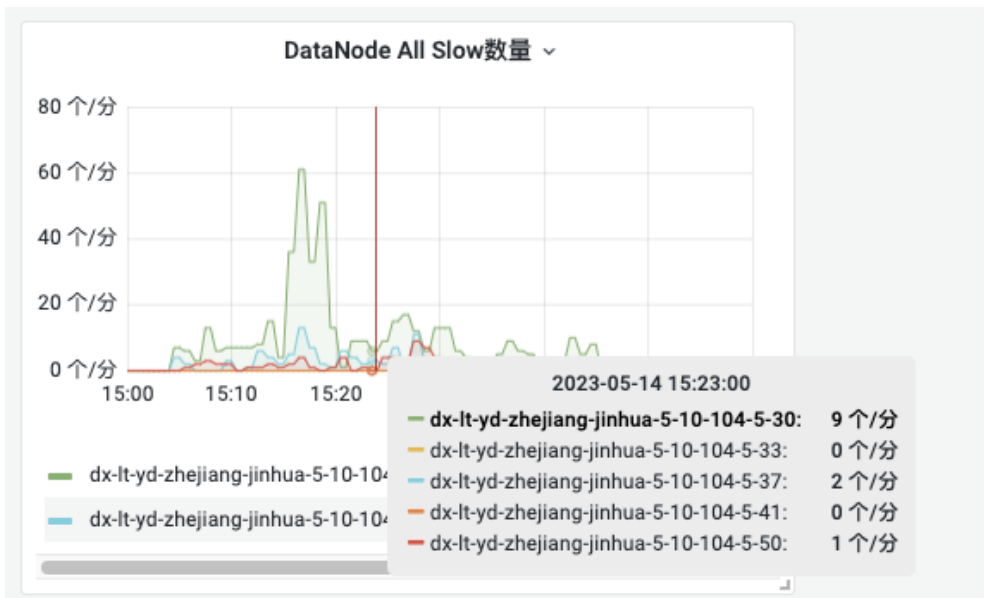 DataNode All Slow数量
80 个/分
60 个/分
40 个/分
20 个/分
0 个/分
15:00 15:10 15:20
2023-05-14 15:23:00
dx-lt-yd-zhejiang-jinhua-5-10-104-5-30: 9 个/分
dx-lt-yd-zhejiang-jinhua-5-10-104-5-33: 0 个/分
dx-lt-yd-zhejiang-jinhua-5-10-104-5-37: 2 个/分
dx-lt-yd-zhejiang-jinhua-5-10-104-5-41: 0 个/分
dx-lt-yd-zhejiang-jinhua-5-10-104-5-50: 1 个/分
dx-lt-yd-zhejiang-jinhua-5-10-104
dx-lt-yd-zhejiang-jinhua-5-10-104